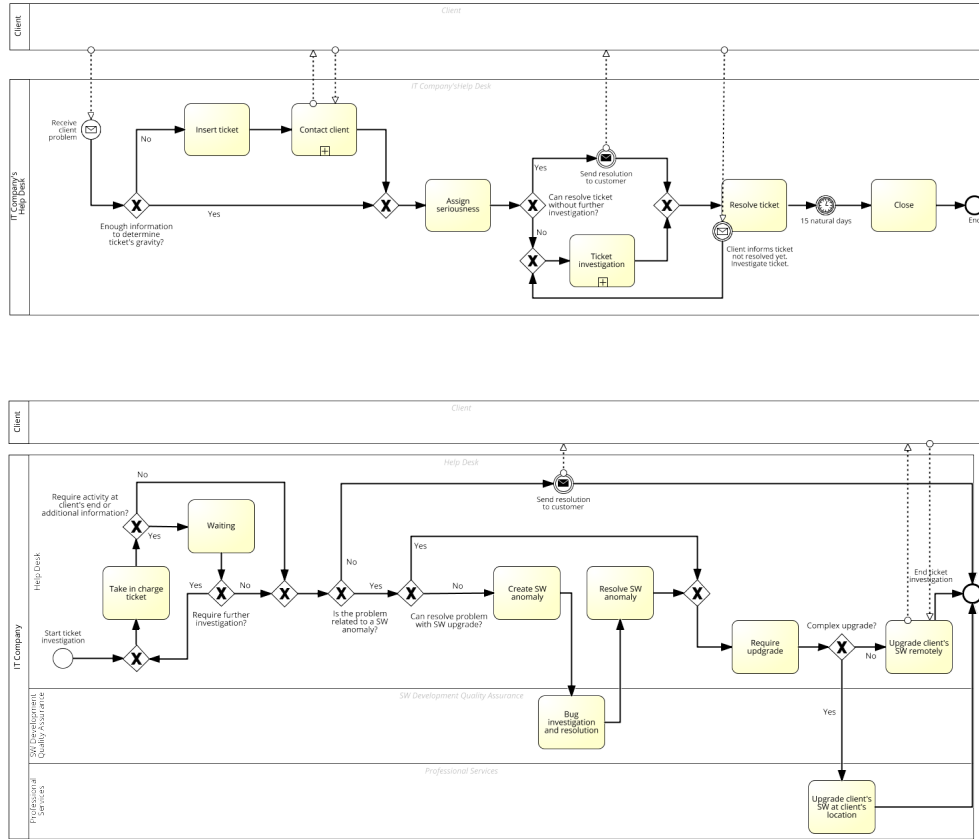 Client
Client
IT Company's
Help Desk
IT Company'sHelp Desk
Receive
client
problem
No
Insert ticket
Contact client
Enough information
to determine
ticket's gravity?
Yes
Assign
seriousness
Yes
Can resolve ticket
without further
investigation?
No
Send resolution
to customer
Ticket
investigation
Resolve ticket
Client informs ticket
not resolved yet.
Investigate ticket.
15 natural days
Close
End
Client
Client
IT Company
Help Desk
Help Desk
Require activity at
client's end or
additional information?
No
Yes
Waiting
Take in charge
ticket
Start ticket
investigation
Yes
No
Require further
investigation?
No
Yes
Is the problem
related to a SW
anomaly?
Send resolution
to customer
Yes
No
Can resolve problem
with SW upgrade?
Create SW
anomaly
Resolve SW
anomaly
Require
updgrade
Complex upgrade?
No
Yes
Upgrade client's
SW remotely
End ticket
investigation
SW Development
Quality Assurance
SW Development Quality Assurance
Bug
investigation
and resolution
Professional
Services
Professional Services
Upgrade client's
SW at client's
location